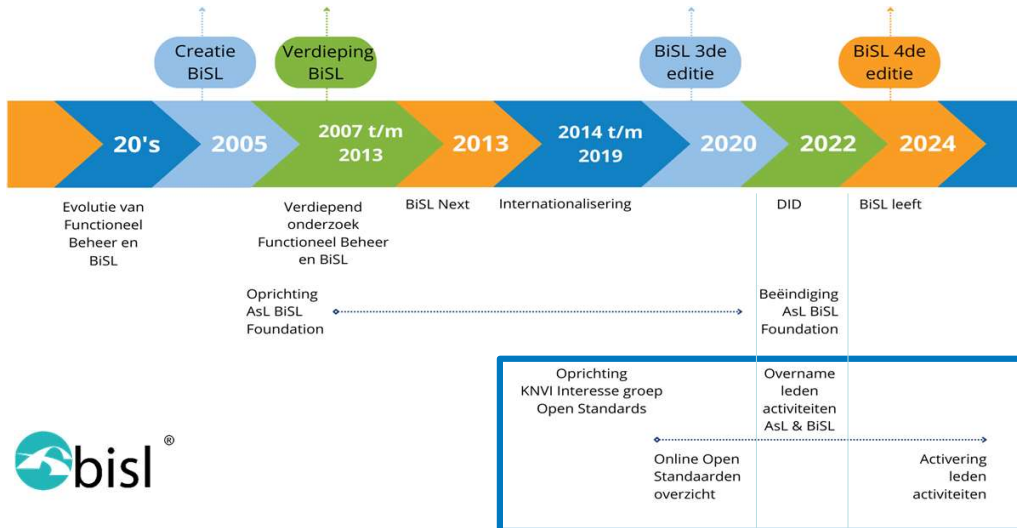 Creatie
BiSL
Verdieping
BiSL
BiSL 3de
editie
BiSL 4de
editie
20's
2005
2007 t/m
2013
2013
2014 t/m
2019
2020
2022
2024
Evolutie van
Functioneel
Beheer en
BiSL
Verdiepend
onderzoek
Functioneel Beheer
en BiSL
BiSL Next
Internationalisering
DID
BiSL leeft
Oprichting
AsL BiSL
Foundation
Beëindiging
AsL BiSL
Foundation
Oprichting
KNVI Interesse groep
Open Standards
Overname
leden
activiteiten
AsL & BiSL
Online Open
Standaarden
overzicht
Activering
leden
activiteiten
bisl ®